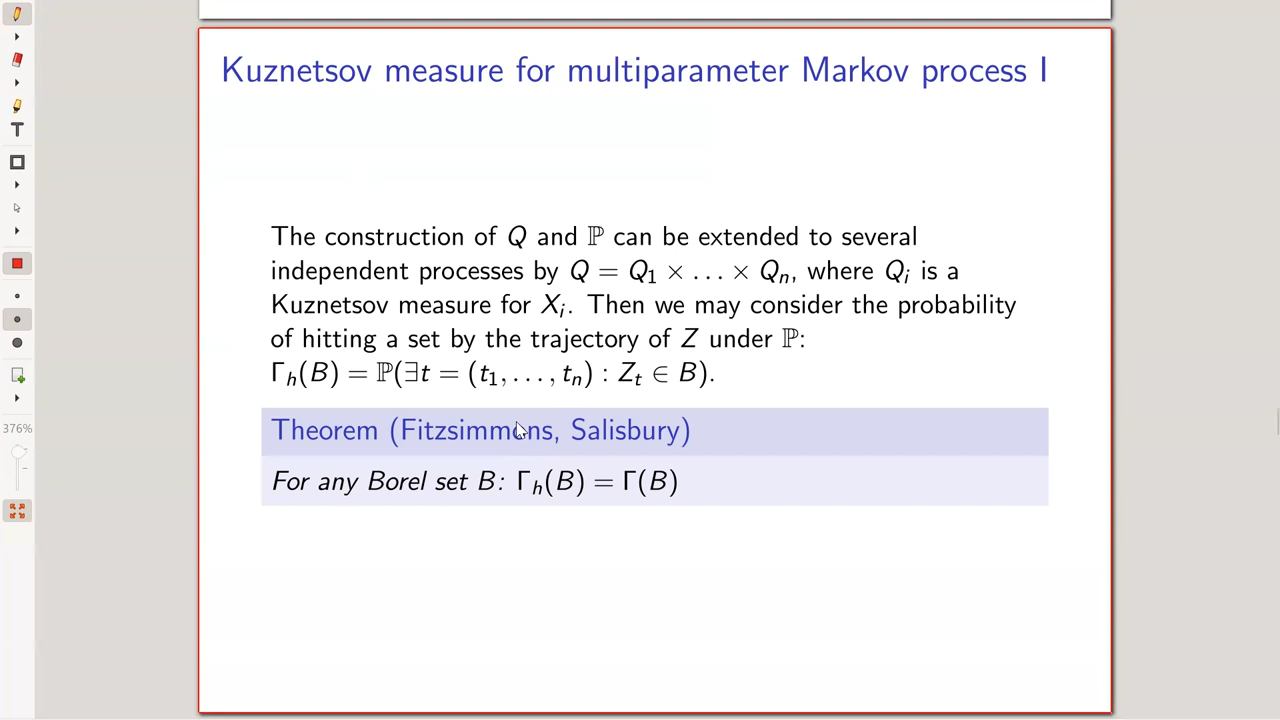 Kuznetsov measure for multiparameter Markov process I
The construction of Q and ℙ can be extended to several
independent processes by Q = Q₁ × … × Qₙ, where Qᵢ is a
Kuznetsov measure for Xᵢ. Then we may consider the probability
of hitting a set by the trajectory of Z under ℙ:
Γₕ(B) = ℙ(∃t = (t₁, …, tₙ) : Zₜ ∈ B).
Theorem (Fitzsimmons, Salisbury)
For any Borel set B: Γₕ(B) = Γ(B)
T
376%